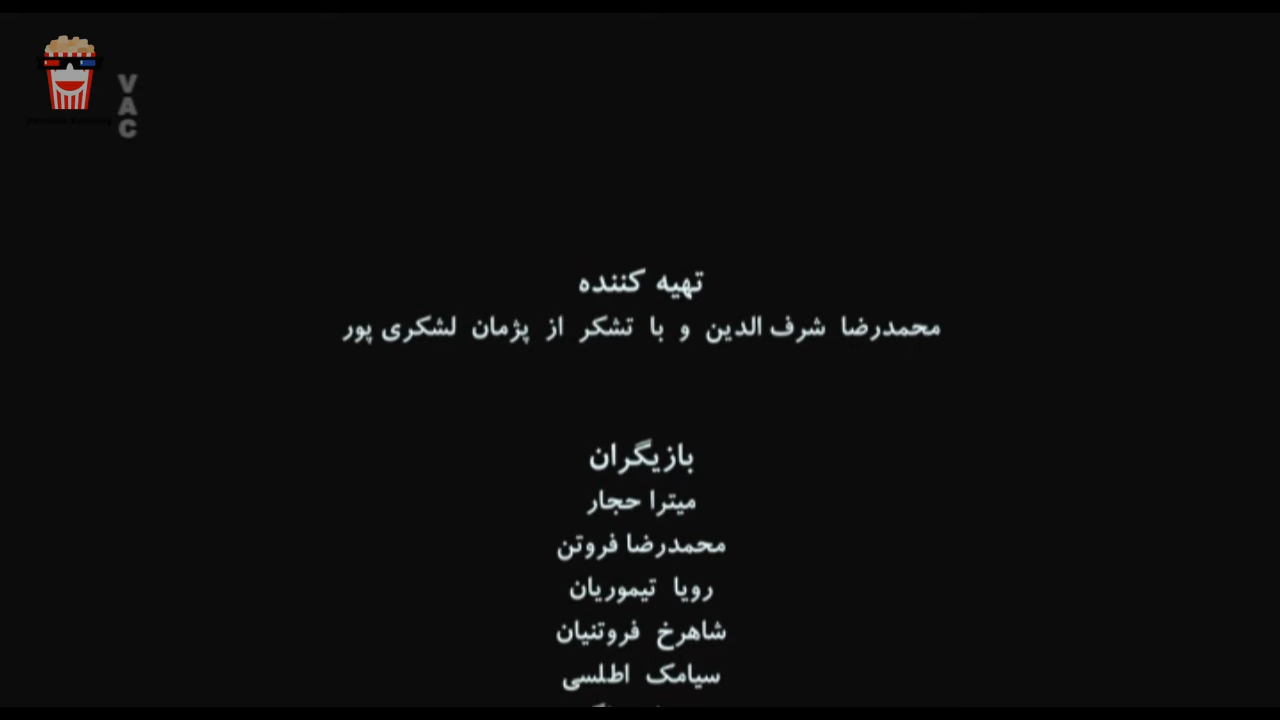 V
A
C
تهیه کننده
محمدرضا شرف الدین و با تشکر از پژمان لشکری پور
بازیگران
میترا حجار
محمدرضا فروتن
رویا تیموریان
شاهرخ فروتنیان
سیامک اطلسی